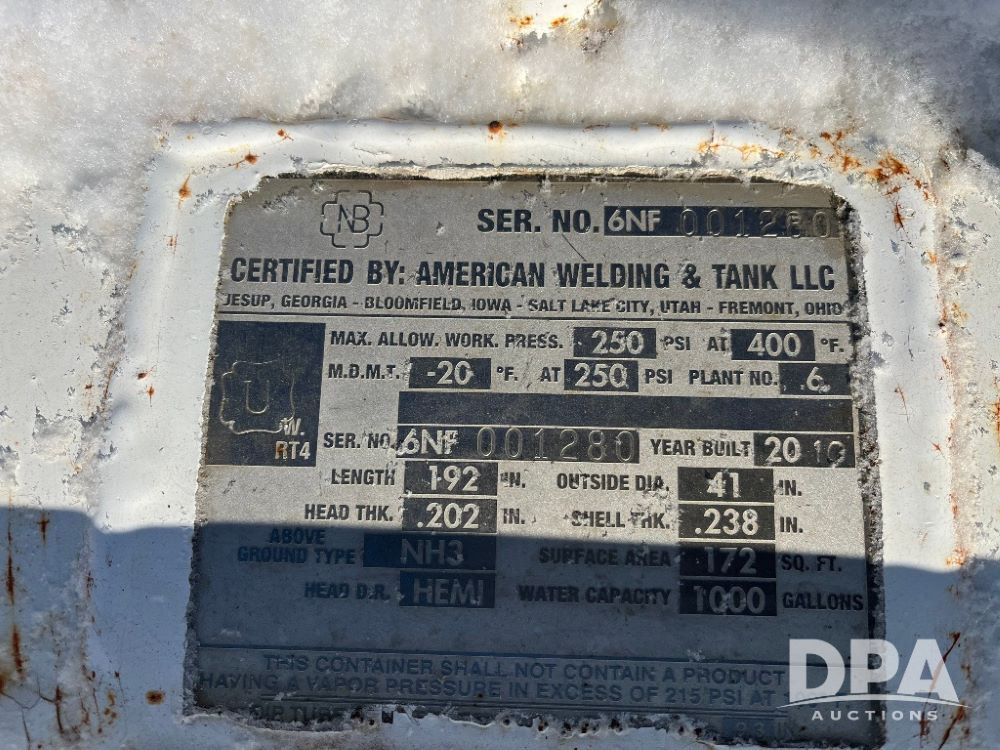 NB SER. NO. 6NF 001280
CERTIFIED BY: AMERICAN WELDING & TANK LLC
JESUP, GEORGIA - BLOOMFIELD, IOWA - SALT LAKE CITY, UTAH - FREMONT, OHIO
MAX. ALLOW. WORK. PRESS. 250 PSI AT 400 °F.
M.D.M.T. -20 °F. AT 250 PSI PLANT NO. 6
U
W.
RT4
SER. NO. 6NF 001280 YEAR BUILT 2010
LENGTH 192 IN. OUTSIDE DIA. 41 IN.
HEAD THK. .202 IN. SHELL THK. .238 IN.
ABOVE
GROUND TYPE NH3 SURFACE AREA 172 SQ. FT.
HEAD D.R. HEMI WATER CAPACITY 1000 GALLONS
THIS CONTAINER SHALL NOT CONTAIN A PRODUCT
HAVING A VAPOR PRESSURE IN EXCESS OF 215 PSI AT
DIP TUBE
DPA
AUCTIONS